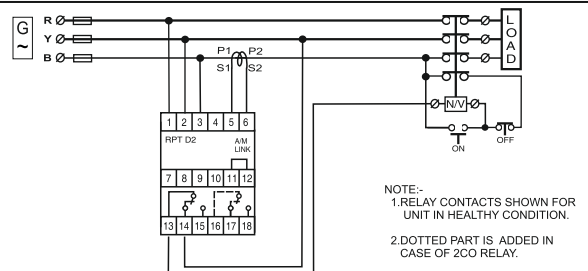 G
~
R
Y
B
P1 P2
S1 S2
L
O
A
D
1 2 3 4 5 6
RPT D2
A/M
LINK
7 8 9 10 11 12
13 14 15 16 17 18
N/V
ON
OFF
NOTE:-
1.RELAY CONTACTS SHOWN FOR
UNIT IN HEALTHY CONDITION.
2.DOTTED PART IS ADDED IN
CASE OF 2CO RELAY.